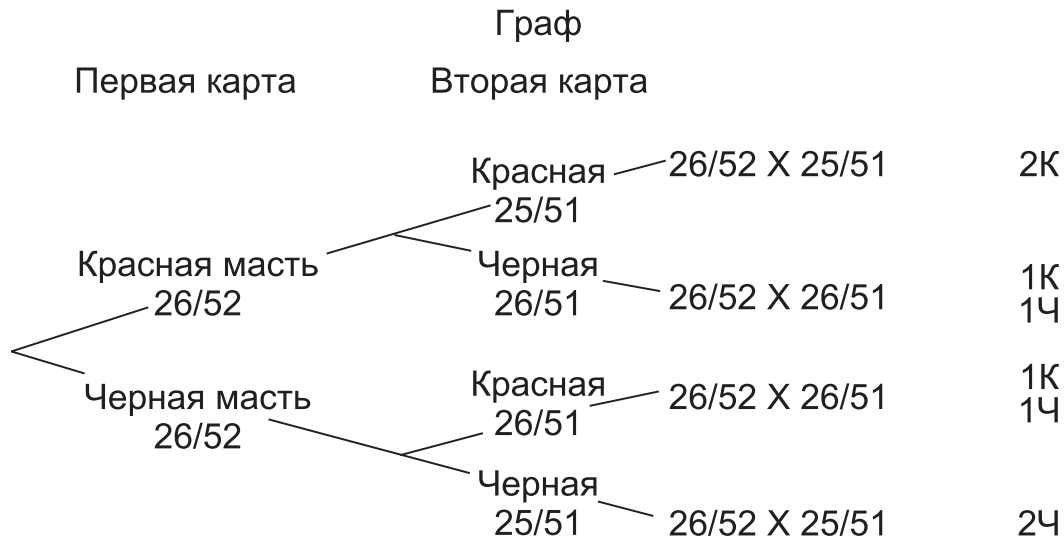 Граф
Первая карта Вторая карта
Красная 26/52 X 25/51 2К
25/51
Красная масть Черная 1К
26/52 26/51 26/52 X 26/51 1Ч
Черная масть Красная 26/52 X 26/51 1К
26/52 26/51 1Ч
Черная
25/51 26/52 X 25/51 2Ч